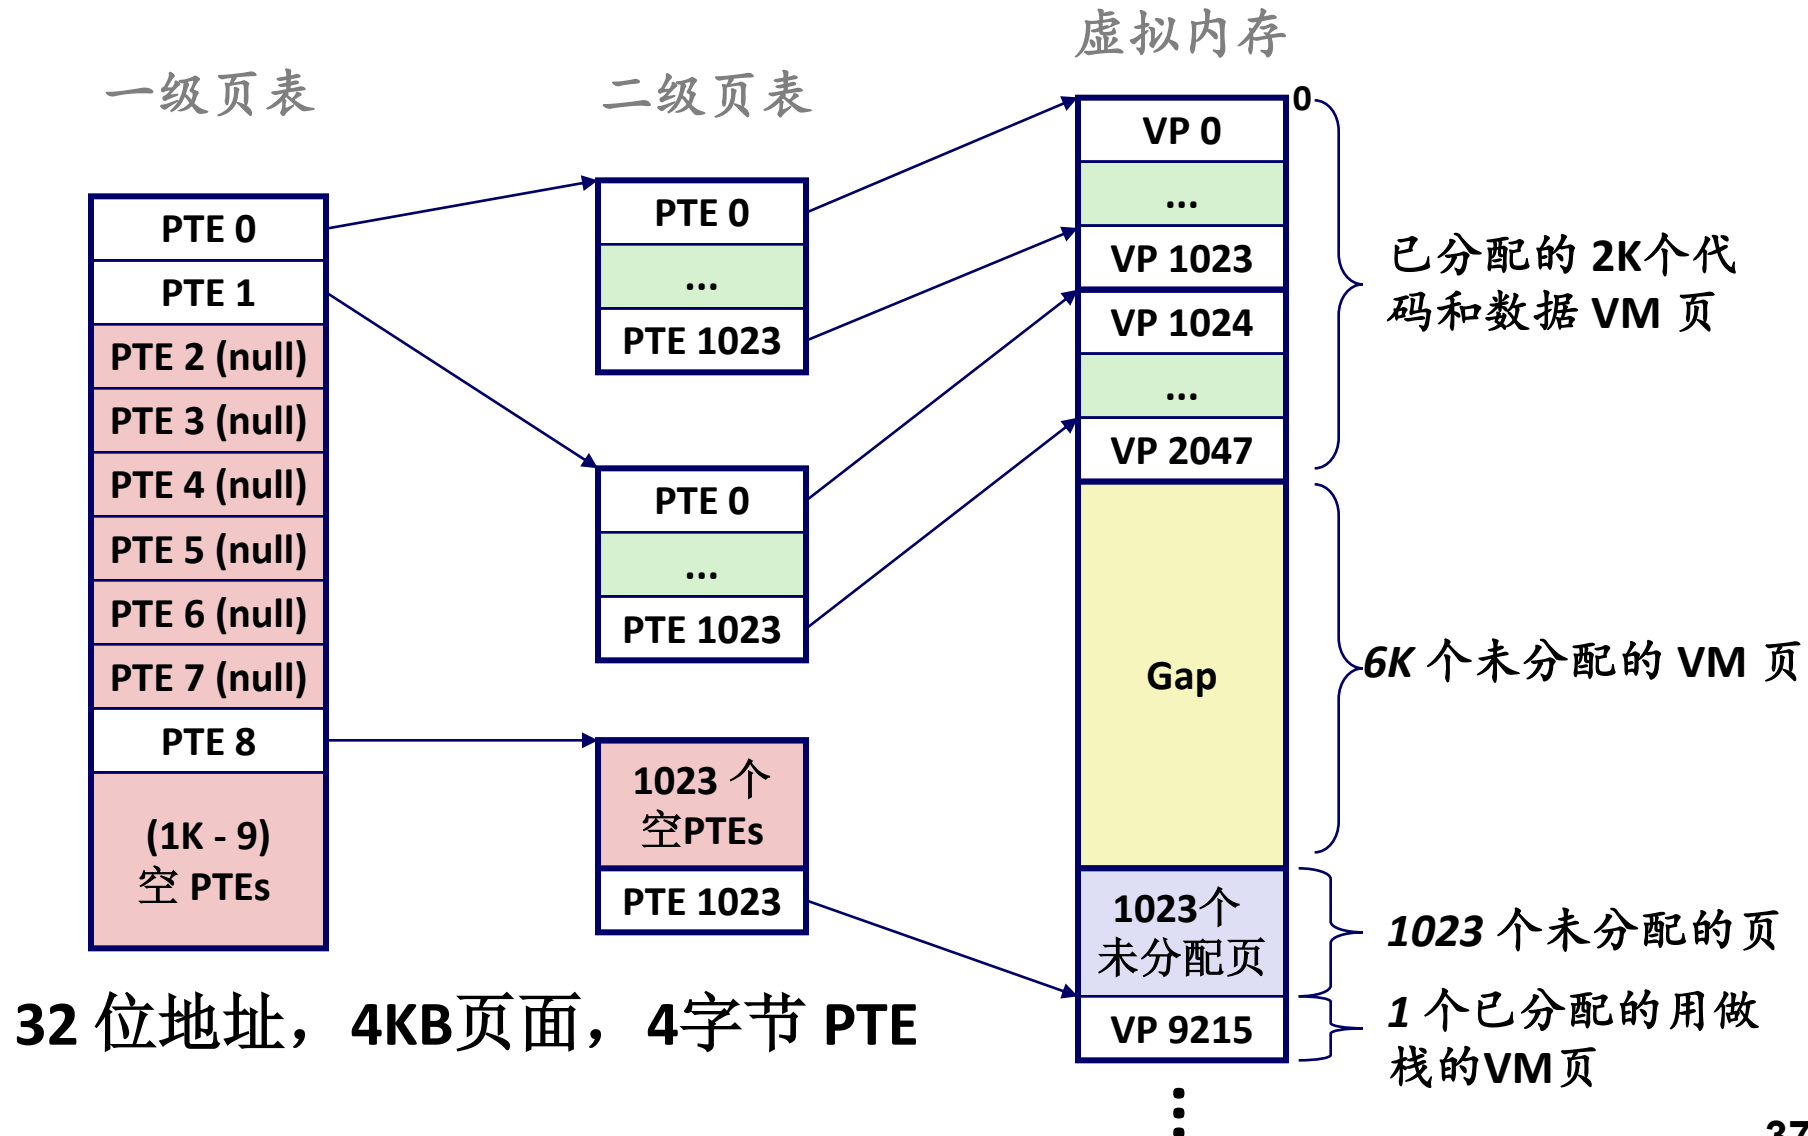 虚拟内存
一级页表
二级页表
0
PTE 0
PTE 1
PTE 2 (null)
PTE 3 (null)
PTE 4 (null)
PTE 5 (null)
PTE 6 (null)
PTE 7 (null)
PTE 8
(1K - 9)
空 PTEs
PTE 0
...
PTE 1023
PTE 0
...
PTE 1023
1023 个
空PTEs
PTE 1023
VP 0
...
VP 1023
VP 1024
...
VP 2047
Gap
1023个
未分配页
VP 9215
已分配的 2K个代
码和数据 VM 页
6K 个未分配的 VM 页
1023 个未分配的页
1 个已分配的用做
栈的VM页
32 位地址，4KB页面，4字节 PTE
37